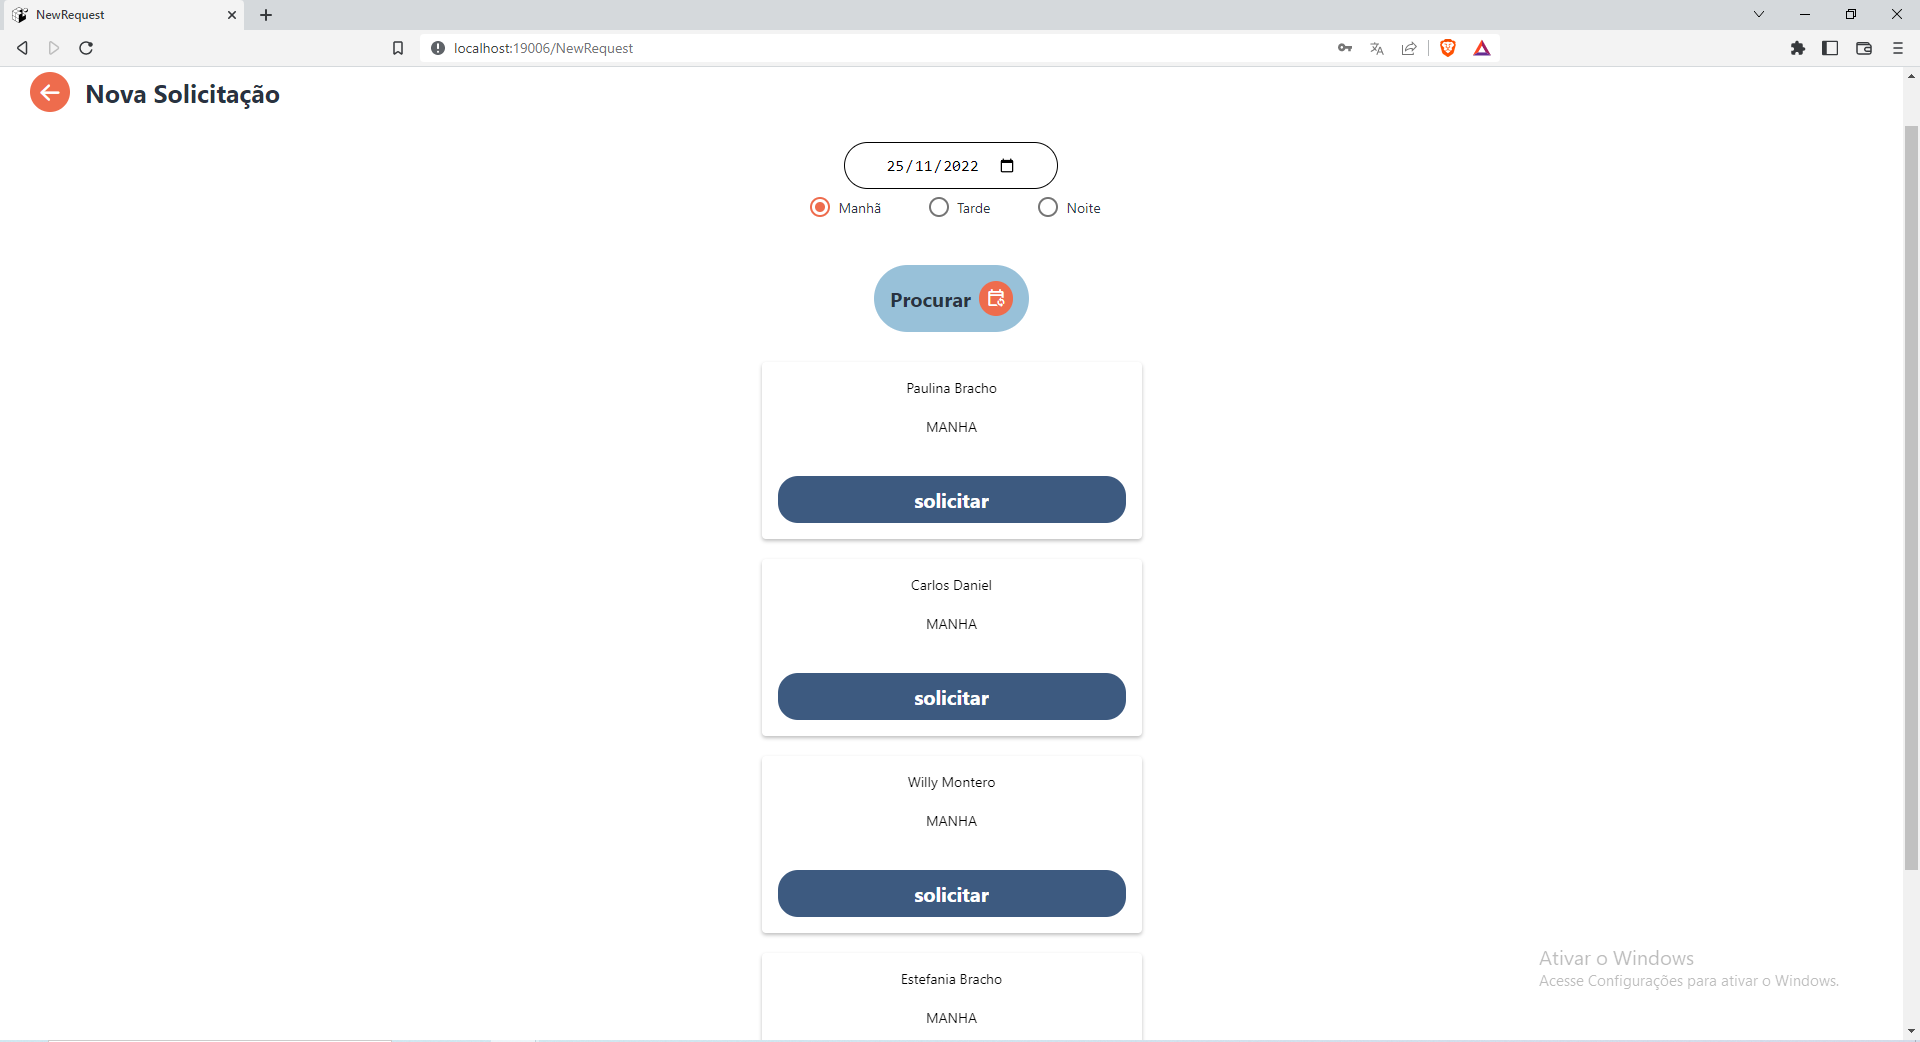 NewRequest
localhost:19006/NewRequest
Nova Solicitação
25/11/2022
Manhã Tarde Noite
Procurar
Paulina Bracho
MANHA
solicitar
Carlos Daniel
MANHA
solicitar
Willy Montero
MANHA
solicitar
Estefania Bracho
MANHA
Ativar o Windows
Acesse Configurações para ativar o Windows.